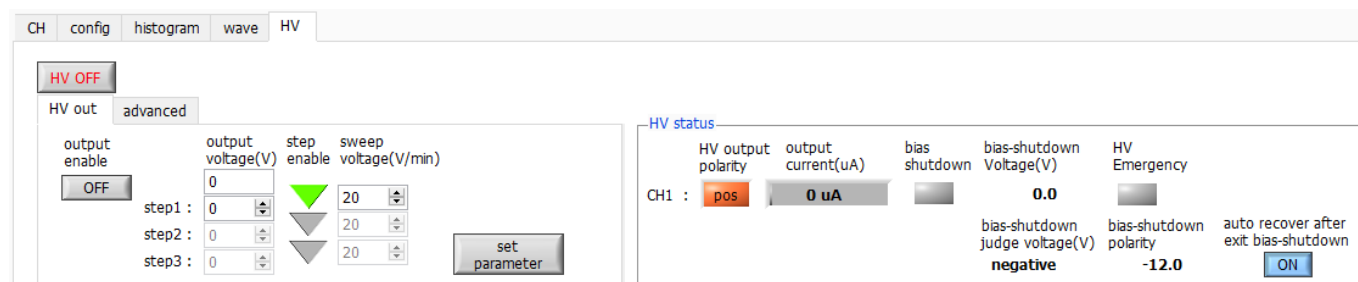 CH config histogram wave HV
HV OFF
HV out advanced
output enable
output voltage(V)
step enable
sweep voltage(V/min)
OFF
0
step1 : 0 20
step2 : 0 20
step3 : 0 20
set parameter
HV status
HV output polarity
output current(uA)
bias shutdown
bias-shutdown Voltage(V)
HV Emergency
CH1 : pos 0 uA 0.0
bias-shutdown judge voltage(V)
bias-shutdown polarity
auto recover after exit bias-shutdown
negative -12.0 ON